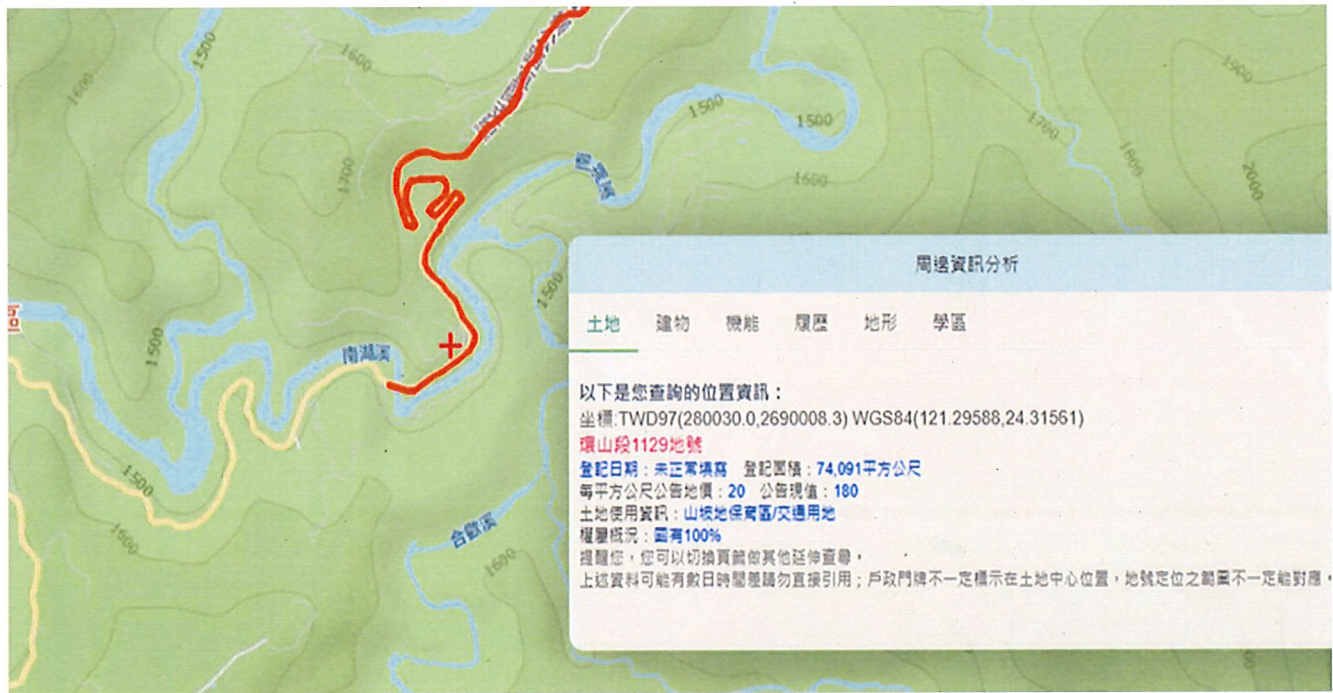 1500
1600
1600
1500
1500
1900
1700
1800
1700
1600
2000
1500
周邊資訊分析
土地 建物 機能 履歷 地形 學區
1500
南湖溪
以下是您查詢的位置資訊：
坐標:TWD97(280030.0,2690008.3) WGS84(121.29588,24.31561)
環山段1129地號
登記日期：未正常填寫 登記面積：74,091平方公尺
每平方公尺公告地價：20 公告現值：180
土地使用資訊：山坡地保育區/交通用地
權屬概況：國有100%
提醒您，您可以切換頁籤做其他延伸查尋。
上述資料可能有數日時間差請勿直接引用；戶政門牌不一定標示在土地中心位置，地號定位之範圍不一定能對應。
1500
1600
合歡溪
1600